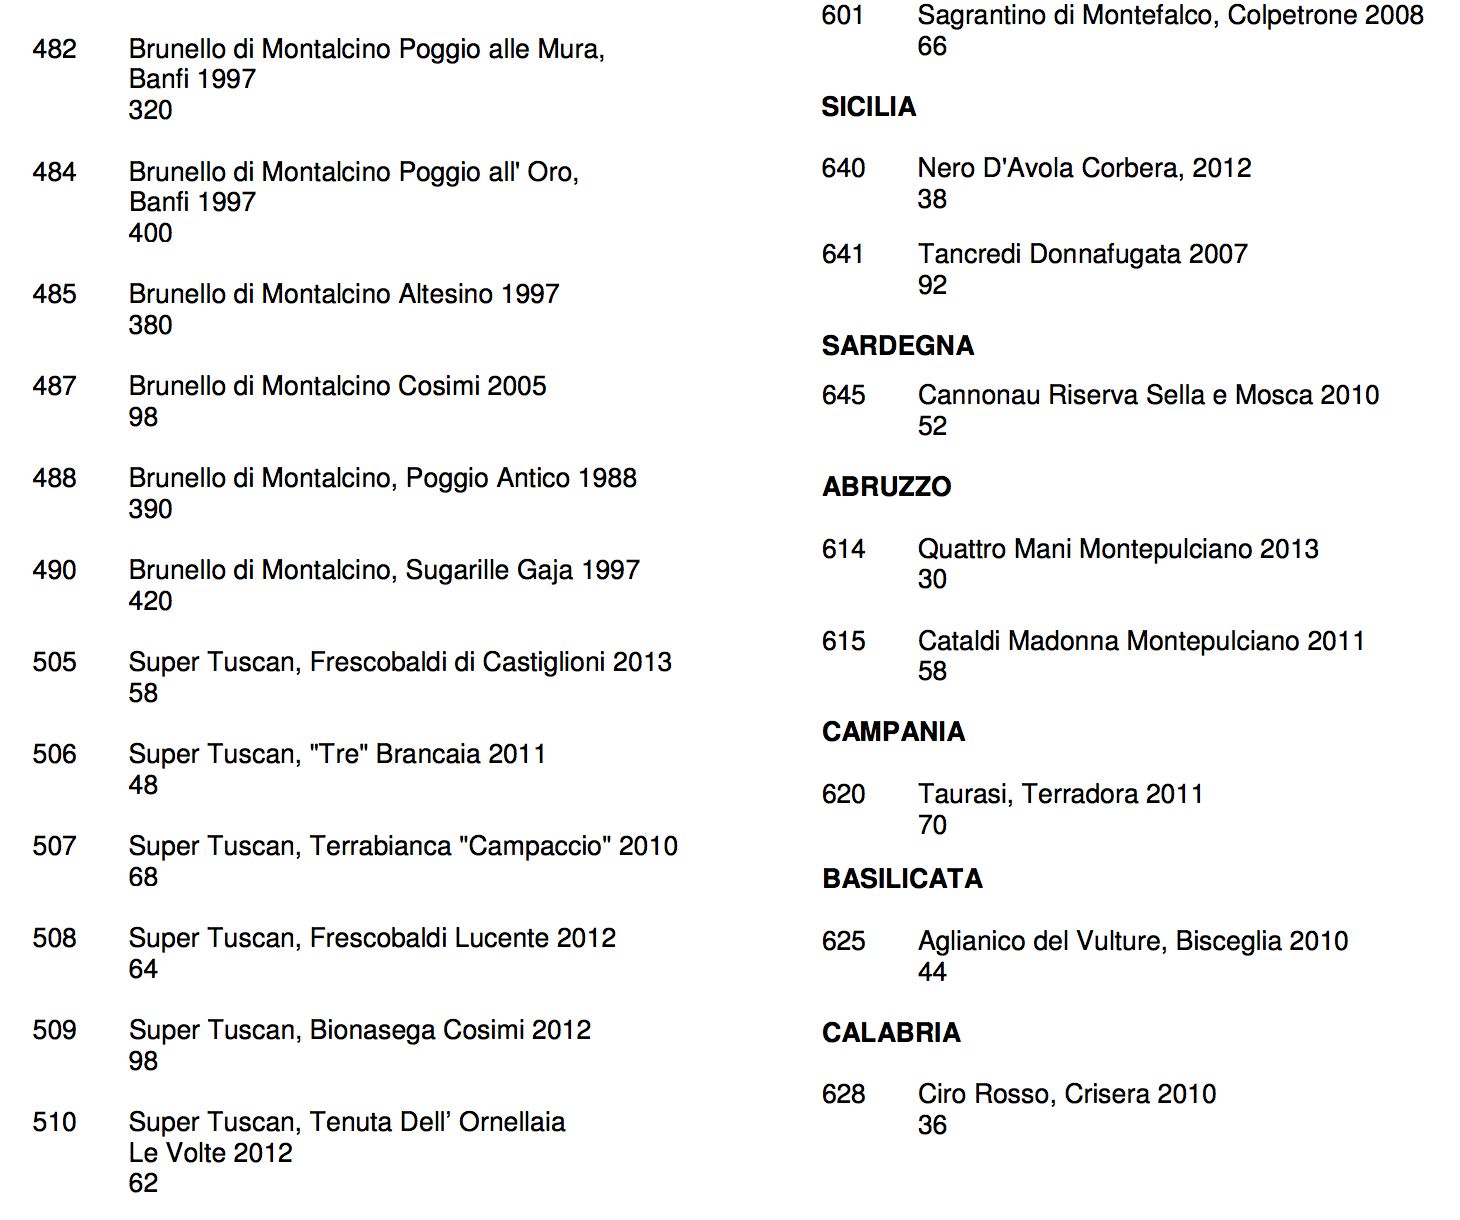 482 Brunello di Montalcino Poggio alle Mura,
Banfi 1997
320
484 Brunello di Montalcino Poggio all' Oro,
Banfi 1997
400
485 Brunello di Montalcino Altesino 1997
380
487 Brunello di Montalcino Cosimi 2005
98
488 Brunello di Montalcino, Poggio Antico 1988
390
490 Brunello di Montalcino, Sugarille Gaja 1997
420
505 Super Tuscan, Frescobaldi di Castiglioni 2013
58
506 Super Tuscan, "Tre" Brancaia 2011
48
507 Super Tuscan, Terrabianca "Campaccio" 2010
68
508 Super Tuscan, Frescobaldi Lucente 2012
64
509 Super Tuscan, Bionasega Cosimi 2012
98
510 Super Tuscan, Tenuta Dell’ Ornellaia
Le Volte 2012
62
601 Sagrantino di Montefalco, Colpetrone 2008
66
SICILIA
640 Nero D'Avola Corbera, 2012
38
641 Tancredi Donnafugata 2007
92
SARDEGNA
645 Cannonau Riserva Sella e Mosca 2010
52
ABRUZZO
614 Quattro Mani Montepulciano 2013
30
615 Cataldi Madonna Montepulciano 2011
58
CAMPANIA
620 Taurasi, Terradora 2011
70
BASILICATA
625 Aglianico del Vulture, Bisceglia 2010
44
CALABRIA
628 Ciro Rosso, Crisera 2010
36